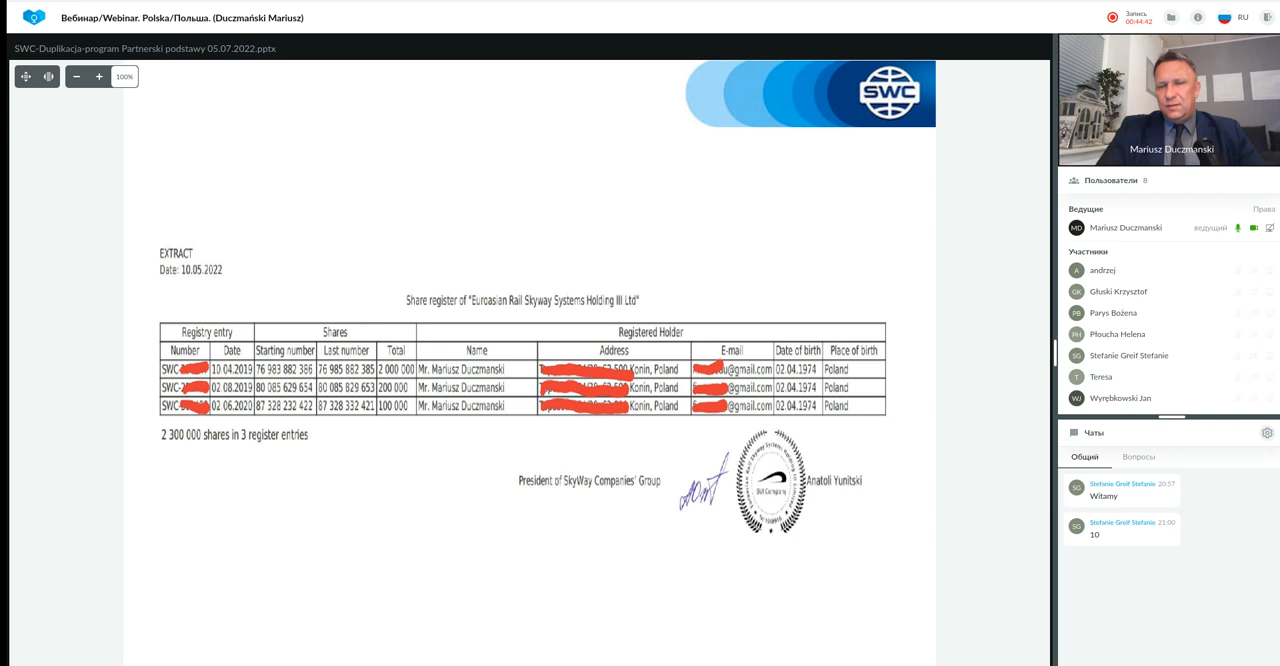 Вебинар/Webinar. Polska/Польша. (Duczmański Mariusz)
Запись
00:44:42
RU
SWC-Duplikacja-program Partnerski podstawy 05.07.2022.pptx
100%
SWC
Mariusz Duczmanski
EXTRACT
Date: 10.05.2022
Share register of "Euroasian Rail Skyway Systems Holding III Ltd"
Registry entry Shares Registered Holder
Number Date Starting number Last number Total Name Address E-mail Date of birth Place of birth
SWC- 10.04.2019 76 983 882 386 76 985 882 385 2 000 000 Mr. Mariusz Duczmanski Konin, Poland u@gmail.com 02.04.1974 Poland
SWC- 02.08.2019 80 085 629 654 80 085 829 653 200 000 Mr. Mariusz Duczmanski Konin, Poland @gmail.com 02.04.1974 Poland
SWC- 02.06.2020 87 328 232 422 87 328 332 421 100 000 Mr. Mariusz Duczmanski Konin, Poland @gmail.com 02.04.1974 Poland
2 300 000 shares in 3 register entries
President of SkyWay Companies' Group
Anatoli Yunitski
Пользователи 8
Ведущие Права
MD Mariusz Duczmanski ведущий
Участники
A andrzej
GK Głuski Krzysztof
PB Parys Bożena
PH Płoucha Helena
SG Stefanie Greif Stefanie
T Teresa
WJ Wyrębkowski Jan
Чаты
Общий Вопросы
SG Stefanie Greif Stefanie 20:57
Witamy
SG Stefanie Greif Stefanie 21:00
10